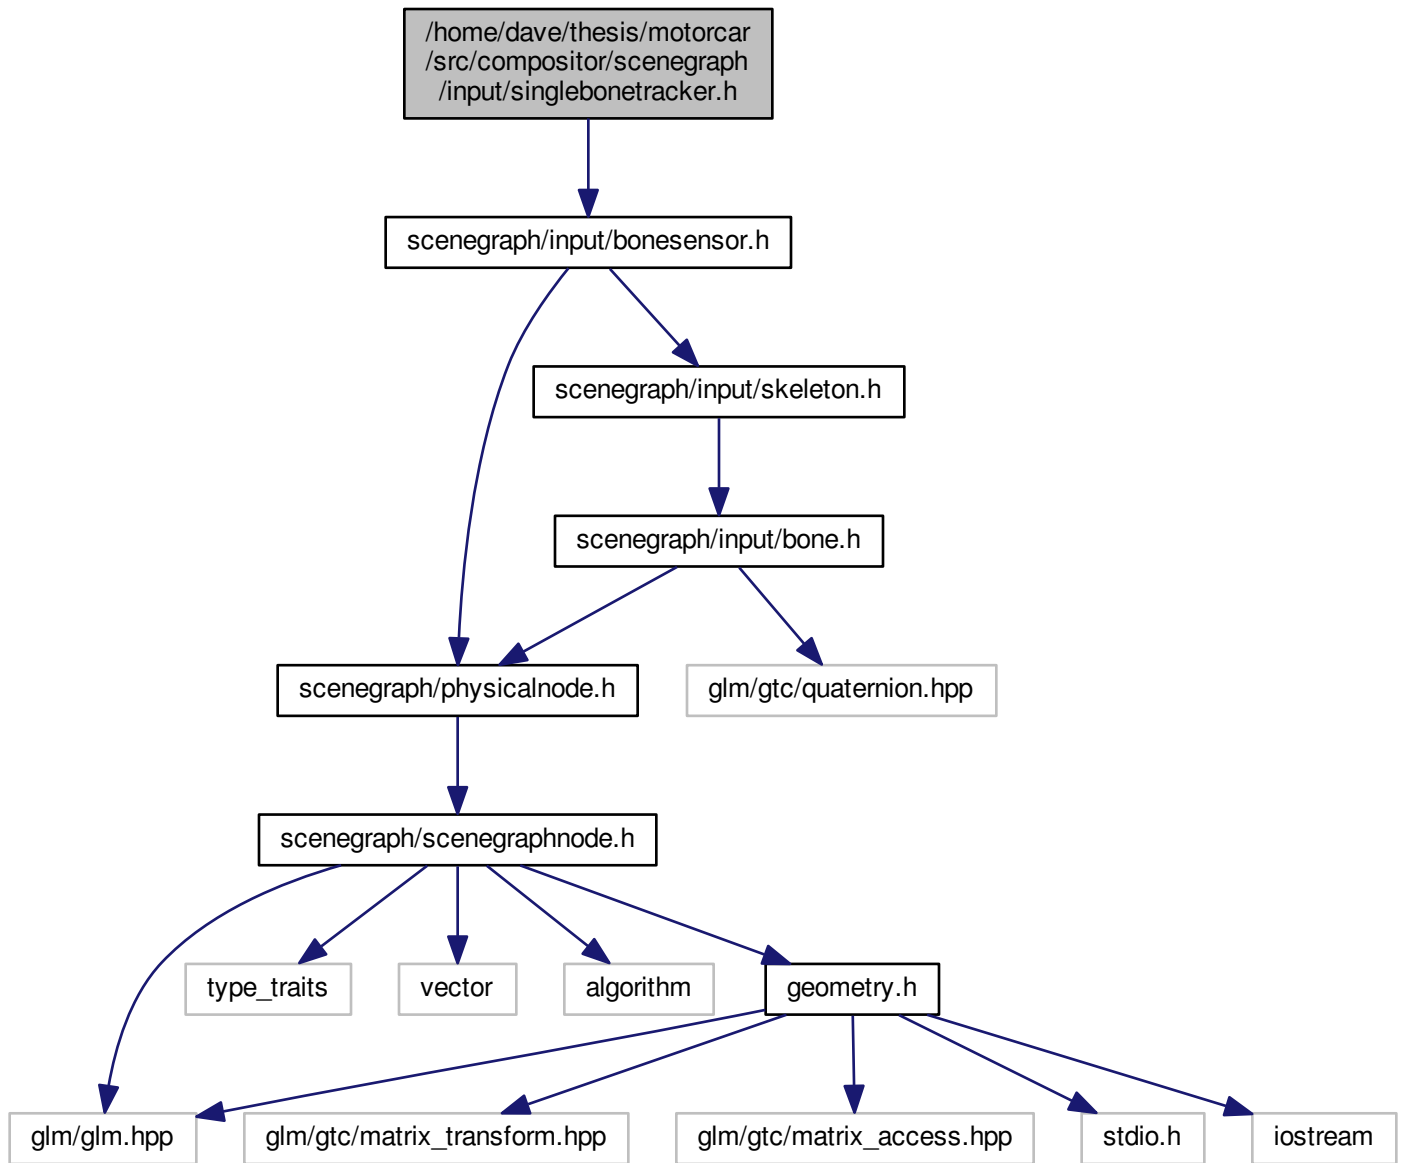 /home/dave/thesis/motorcar
/src/compositor/scenegraph
/input/singlebonetracker.h
scenegraph/input/bonesensor.h
scenegraph/input/skeleton.h
scenegraph/input/bone.h
scenegraph/physicalnode.h
glm/gtc/quaternion.hpp
scenegraph/scenegraphnode.h
type_traits
vector
algorithm
geometry.h
glm/glm.hpp
glm/gtc/matrix_transform.hpp
glm/gtc/matrix_access.hpp
stdio.h
iostream